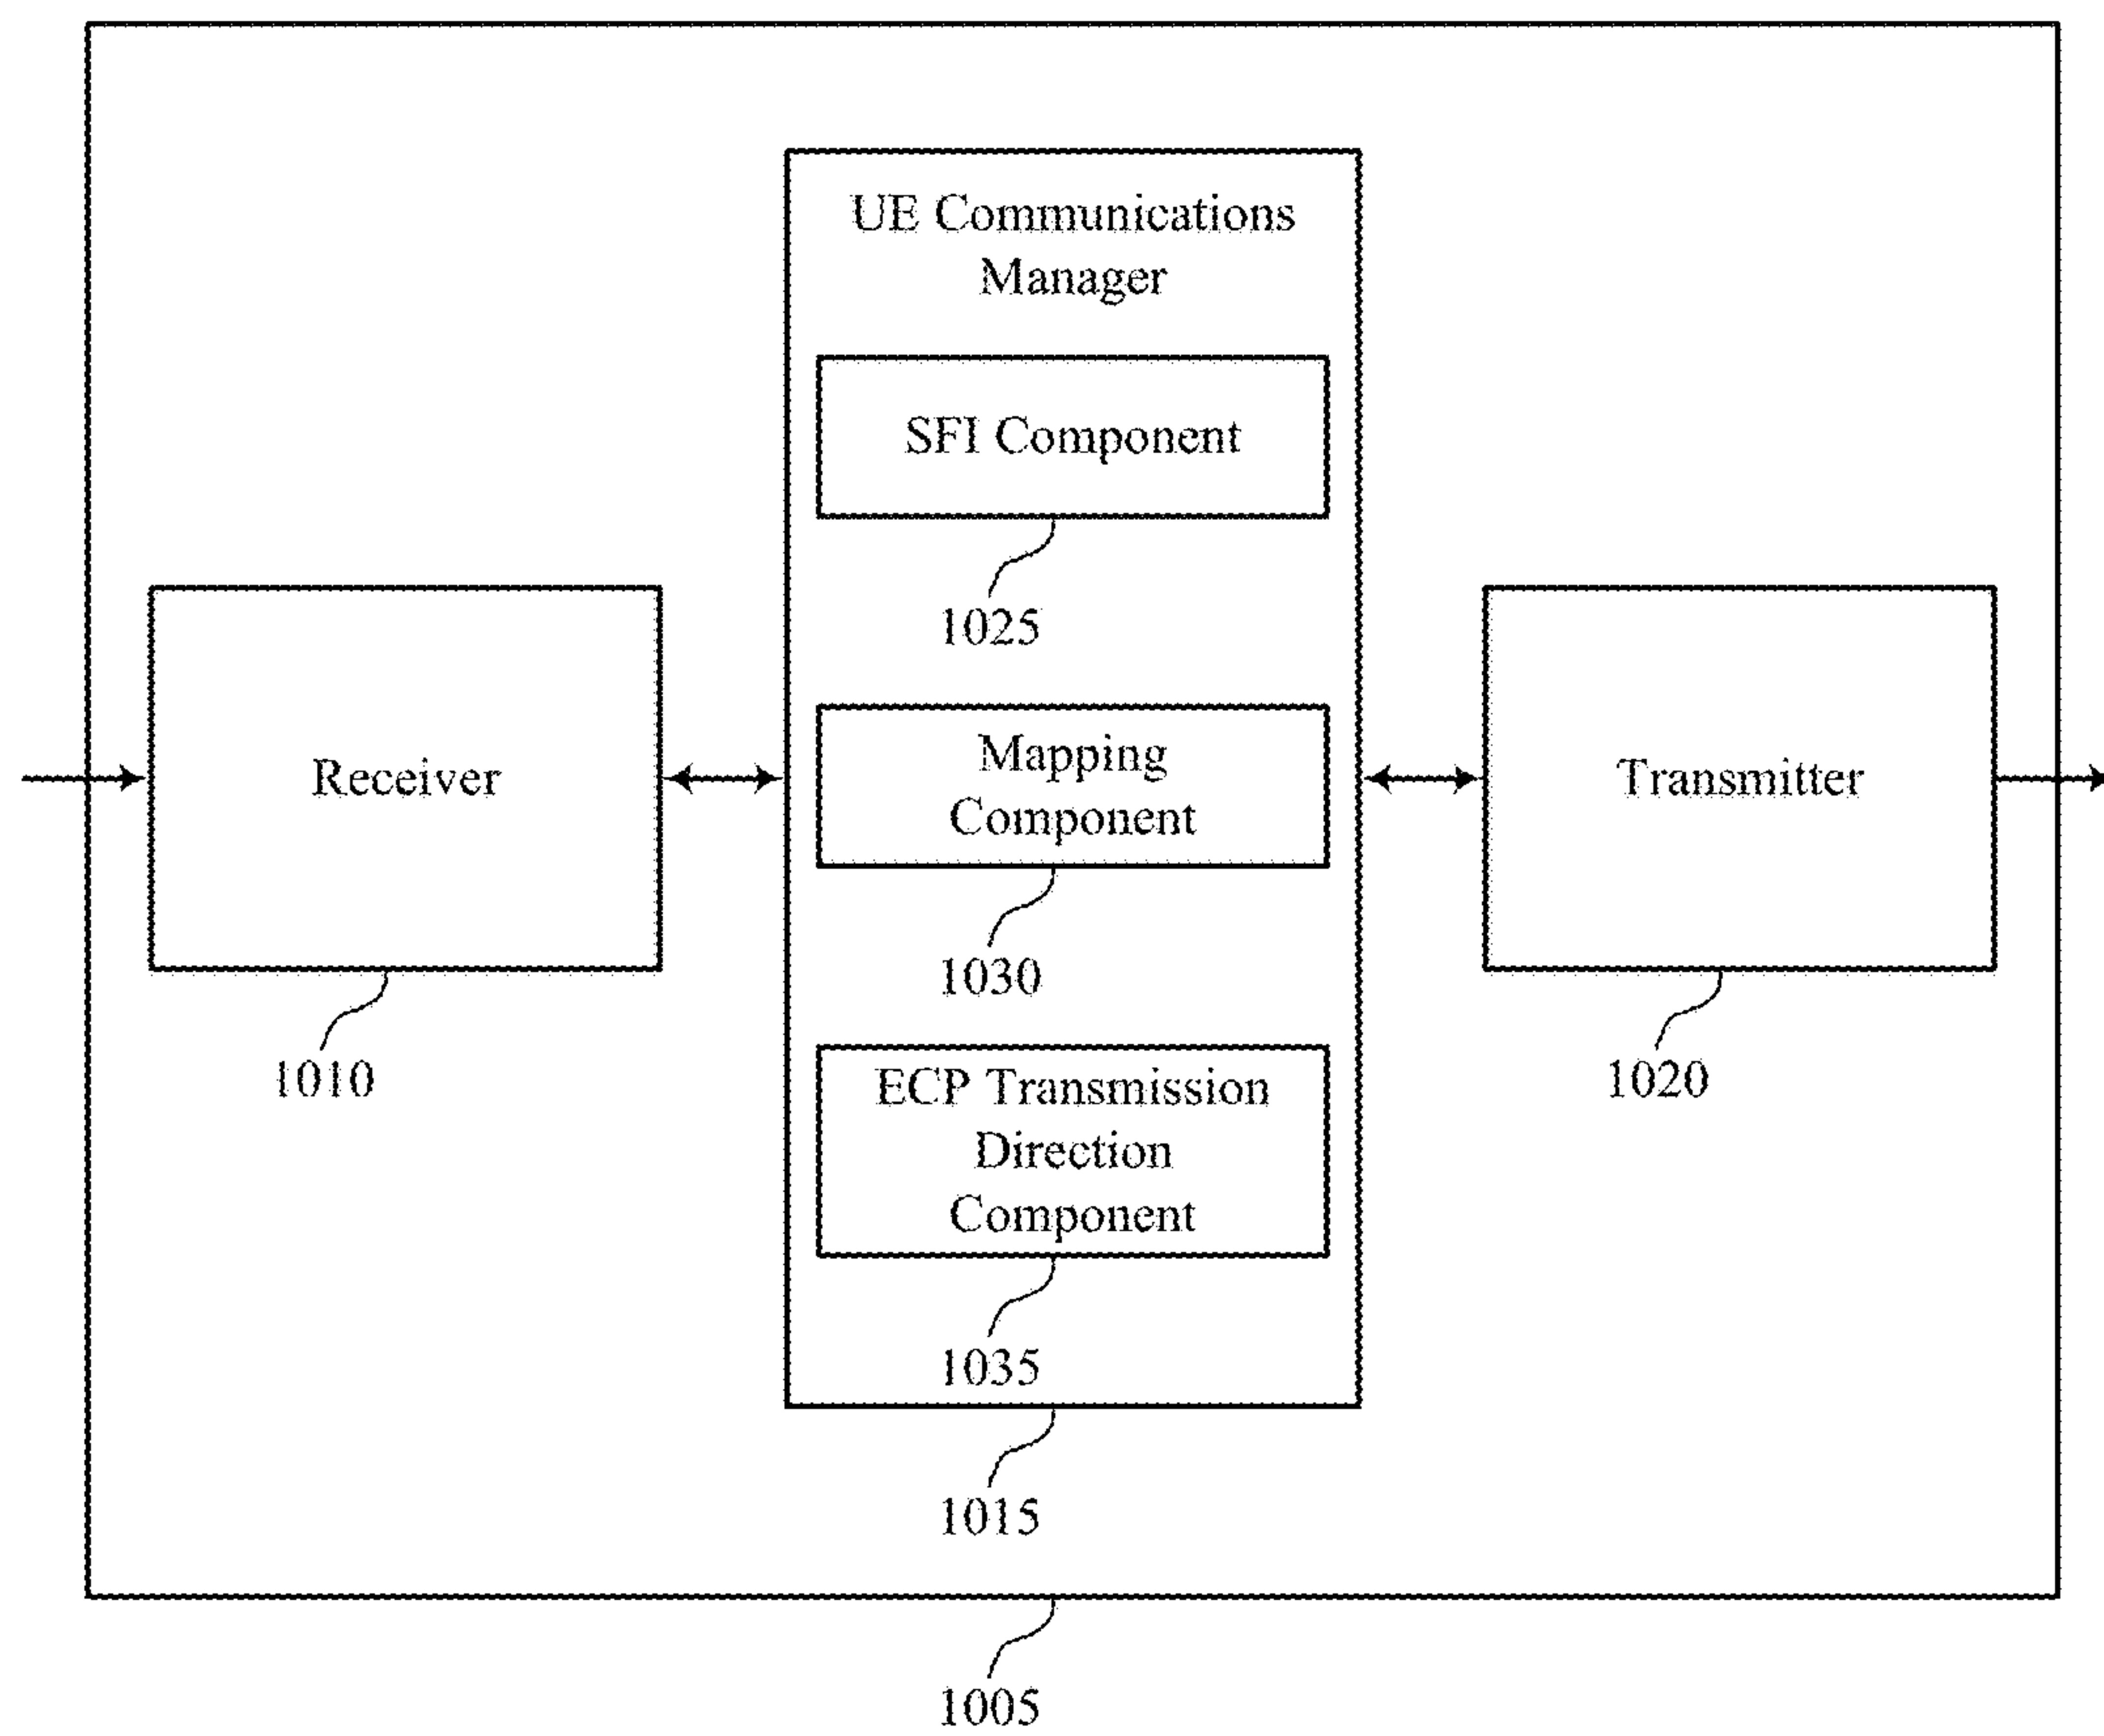 UE Communications
Manager
SFI Component
1025
Receiver
1010
Mapping
Component
1030
Transmitter
1020
ECP Transmission
Direction
Component
1035
1015
1005